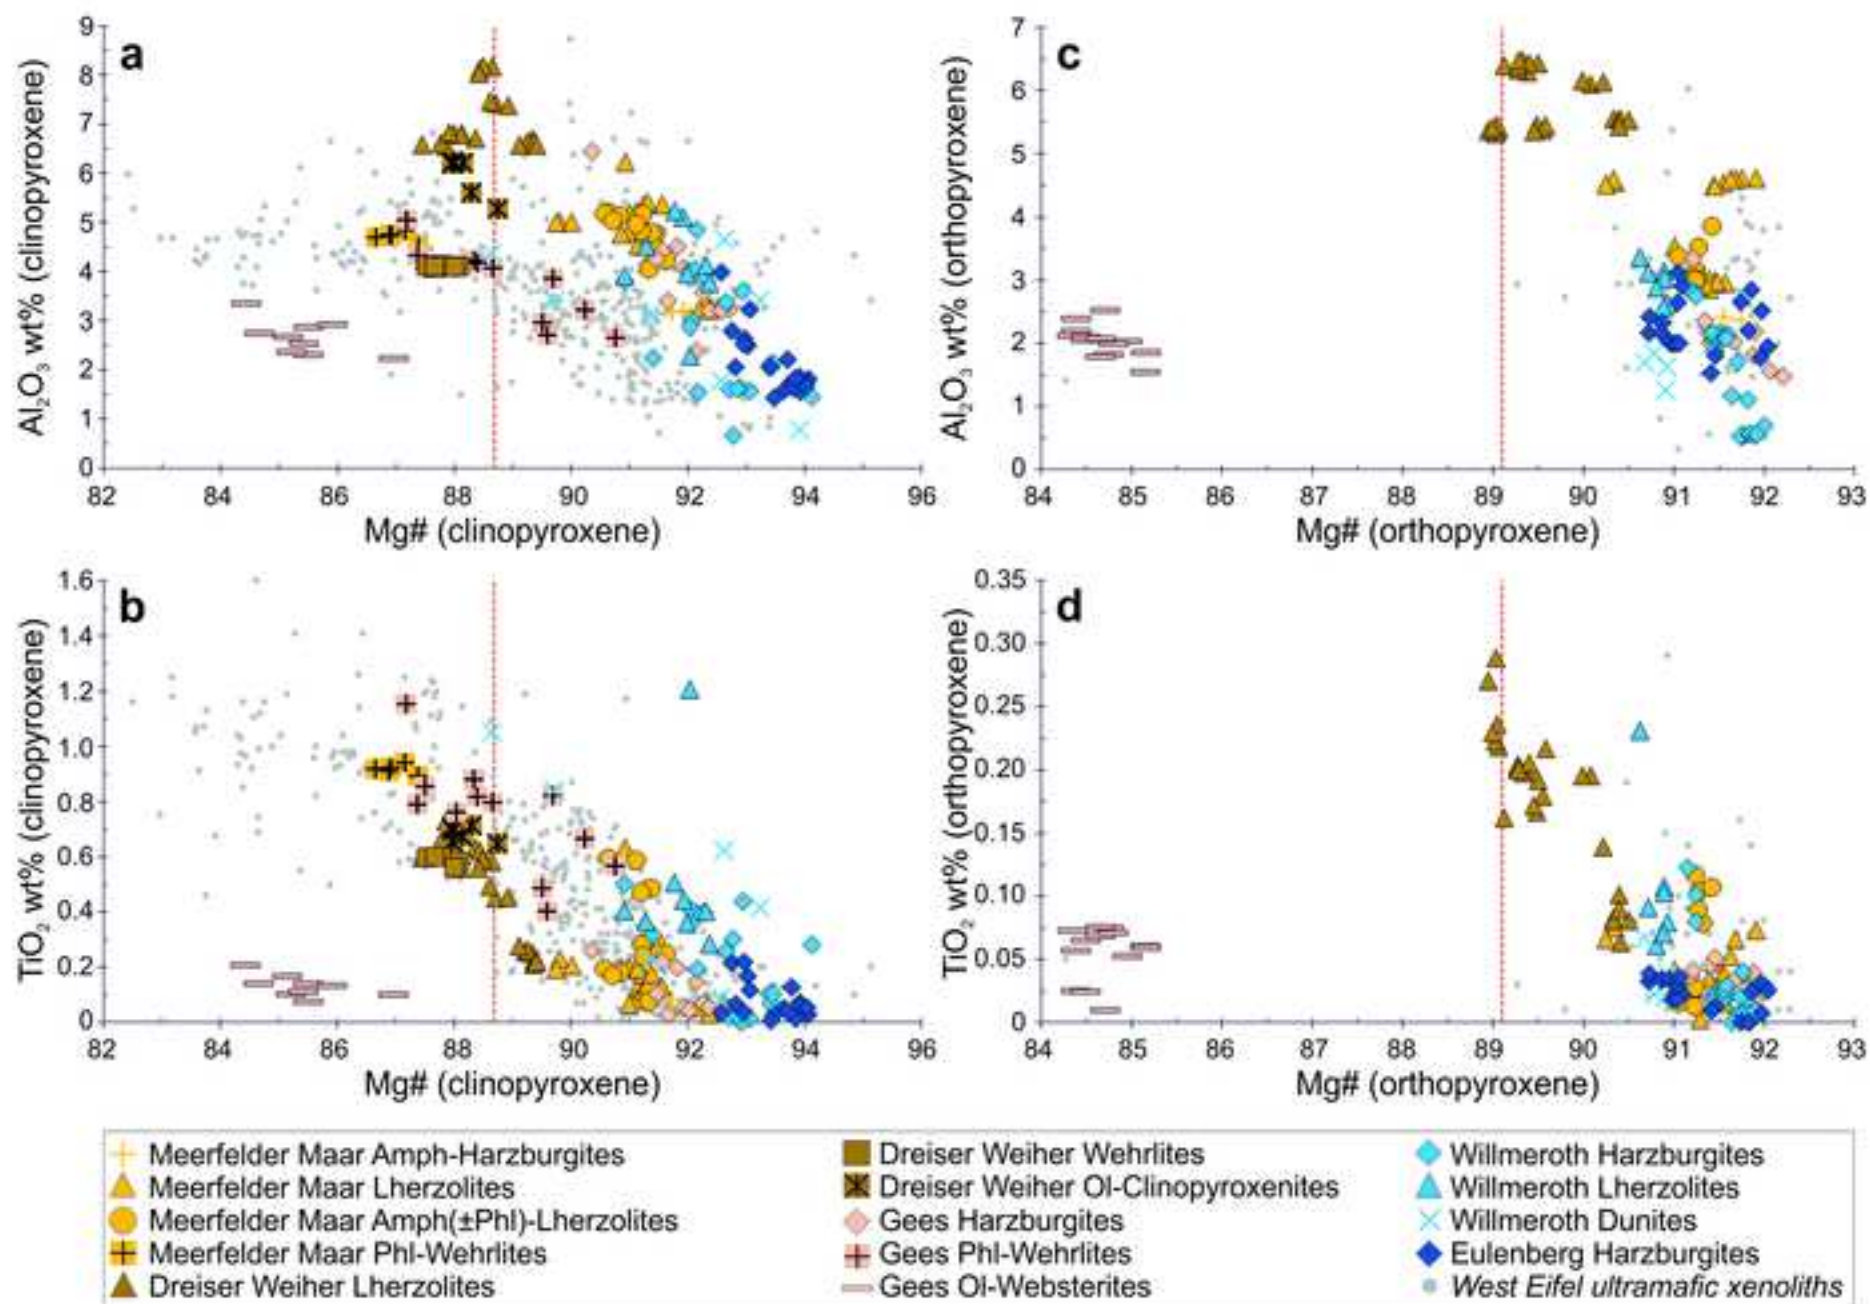 a
Al₂O₃ wt% (clinopyroxene)
9
8
7
6
5
4
3
2
1
0
82 84 86 88 90 92 94 96
Mg# (clinopyroxene)
c
Al₂O₃ wt% (orthopyroxene)
7
6
5
4
3
2
1
0
84 85 86 87 88 89 90 91 92 93
Mg# (orthopyroxene)
b
TiO₂ wt% (clinopyroxene)
1.6
1.4
1.2
1.0
0.8
0.6
0.4
0.2
0
82 84 86 88 90 92 94 96
Mg# (clinopyroxene)
d
TiO₂ wt% (orthopyroxene)
0.35
0.30
0.25
0.20
0.15
0.10
0.05
0
84 85 86 87 88 89 90 91 92 93
Mg# (orthopyroxene)
Meerfelder Maar Amph-Harzburgites
Meerfelder Maar Lherzolites
Meerfelder Maar Amph(±Phl)-Lherzolites
Meerfelder Maar Phl-Wehrlites
Dreiser Weiher Lherzolites
Dreiser Weiher Wehrlites
Dreiser Weiher Ol-Clinopyroxenites
Gees Harzburgites
Gees Phl-Wehrlites
Gees Ol-Websterites
Willmeroth Harzburgites
Willmeroth Lherzolites
Willmeroth Dunites
Eulenberg Harzburgites
West Eifel ultramafic xenoliths